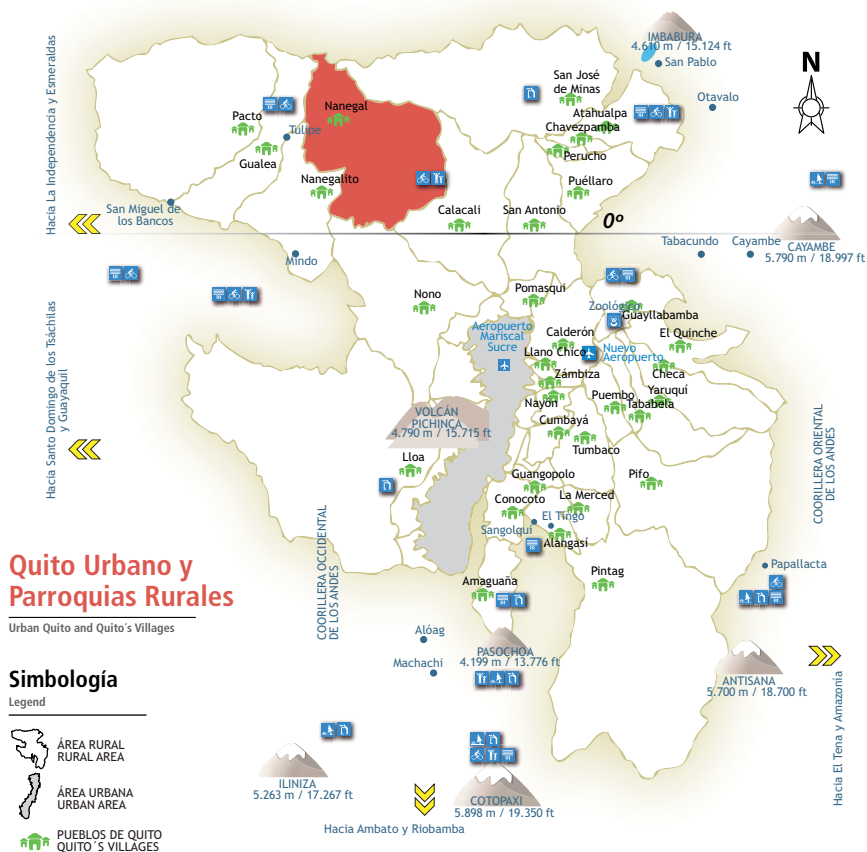 IMBABURA
4.610 m / 15.124 ft
San Pablo
Otavalo
N
Hacia La Independencia y Esmeraldas
San José
de Minas
Atahualpa
Chavezpamba
Perucho
Puéllaro
Pacto
Nanegal
Tulipe
Gualea
Nanegalito
San Miguel de
los Bancos
Calacalí
San Antonio
0º
Tabacundo
Cayambe
CAYAMBE
5.790 m / 18.997 ft
Mindo
Nono
Pomasqui
Zoológico
Guayllabamba
El Quinche
Aeropuerto
Mariscal
Sucre
Calderón
Llano Chico
Nuevo
Aeropuerto
Zámbiza
Checa
Yaruquí
Nayón
Puembo
Tababela
Hacia Santo Domingo de los Tsáchilas
y Guayaquil
VOLCÁN
PICHINCA
4.790 m / 15.715 ft
Cumbayá
Tumbaco
Lloa
Guangopolo
Pifo
COORILLERA ORIENTAL
DE LOS ANDES
Conocoto
La Merced
Sangolquí
El Tingo
Alangasí
Quito Urbano y
Parroquias Rurales
Urban Quito and Quito´s Villages
COORILLERA OCCIDENTAL
DE LOS ANDES
Amaguaña
Pintag
Papallacta
Alóag
Machachi
PASOCHOA
4.199 m / 13.776 ft
ANTISANA
5.700 m / 18.700 ft
Hacia El Tena y Amazonía
Simbología
Legend
ÁREA RURAL
RURAL AREA
ÁREA URBANA
URBAN AREA
PUEBLOS DE QUITO
QUITO´S VILLAGES
ILINIZA
5.263 m / 17.267 ft
COTOPAXI
5.898 m / 19.350 ft
Hacia Ambato y Riobamba